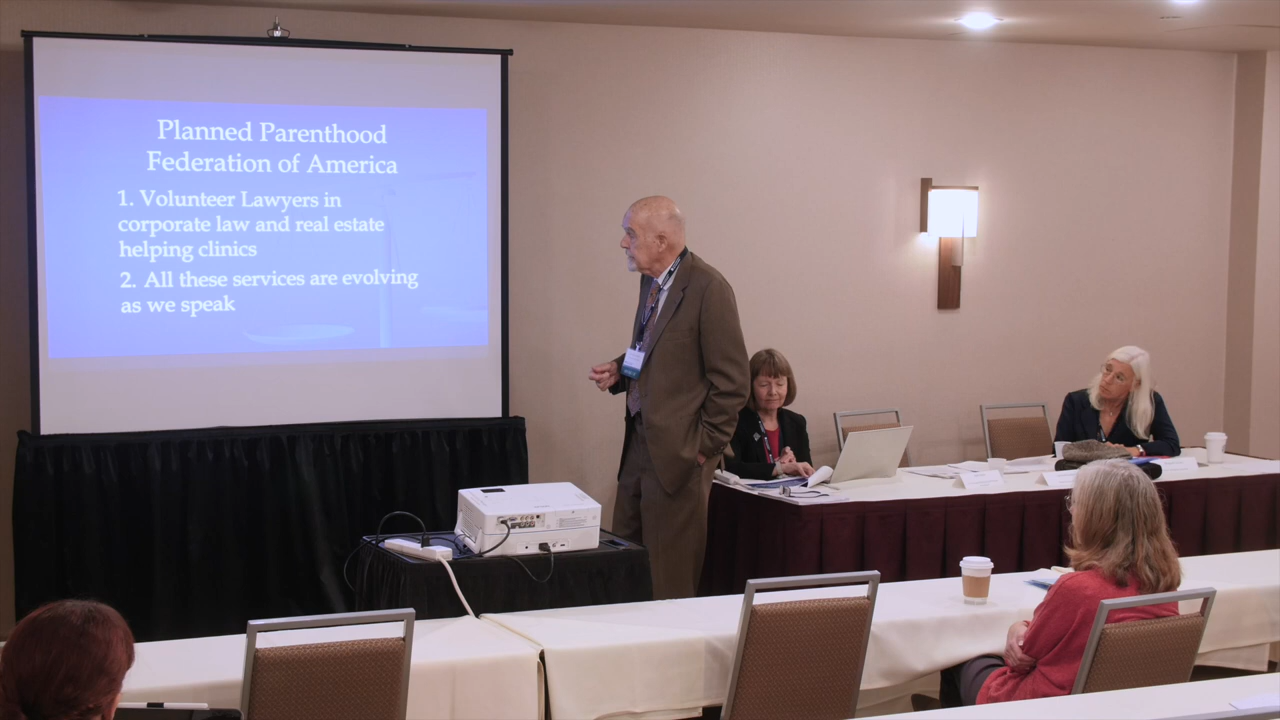 Planned Parenthood
Federation of America
1. Volunteer Lawyers in
corporate law and real estate
helping clinics
2. All these services are evolving
as we speak